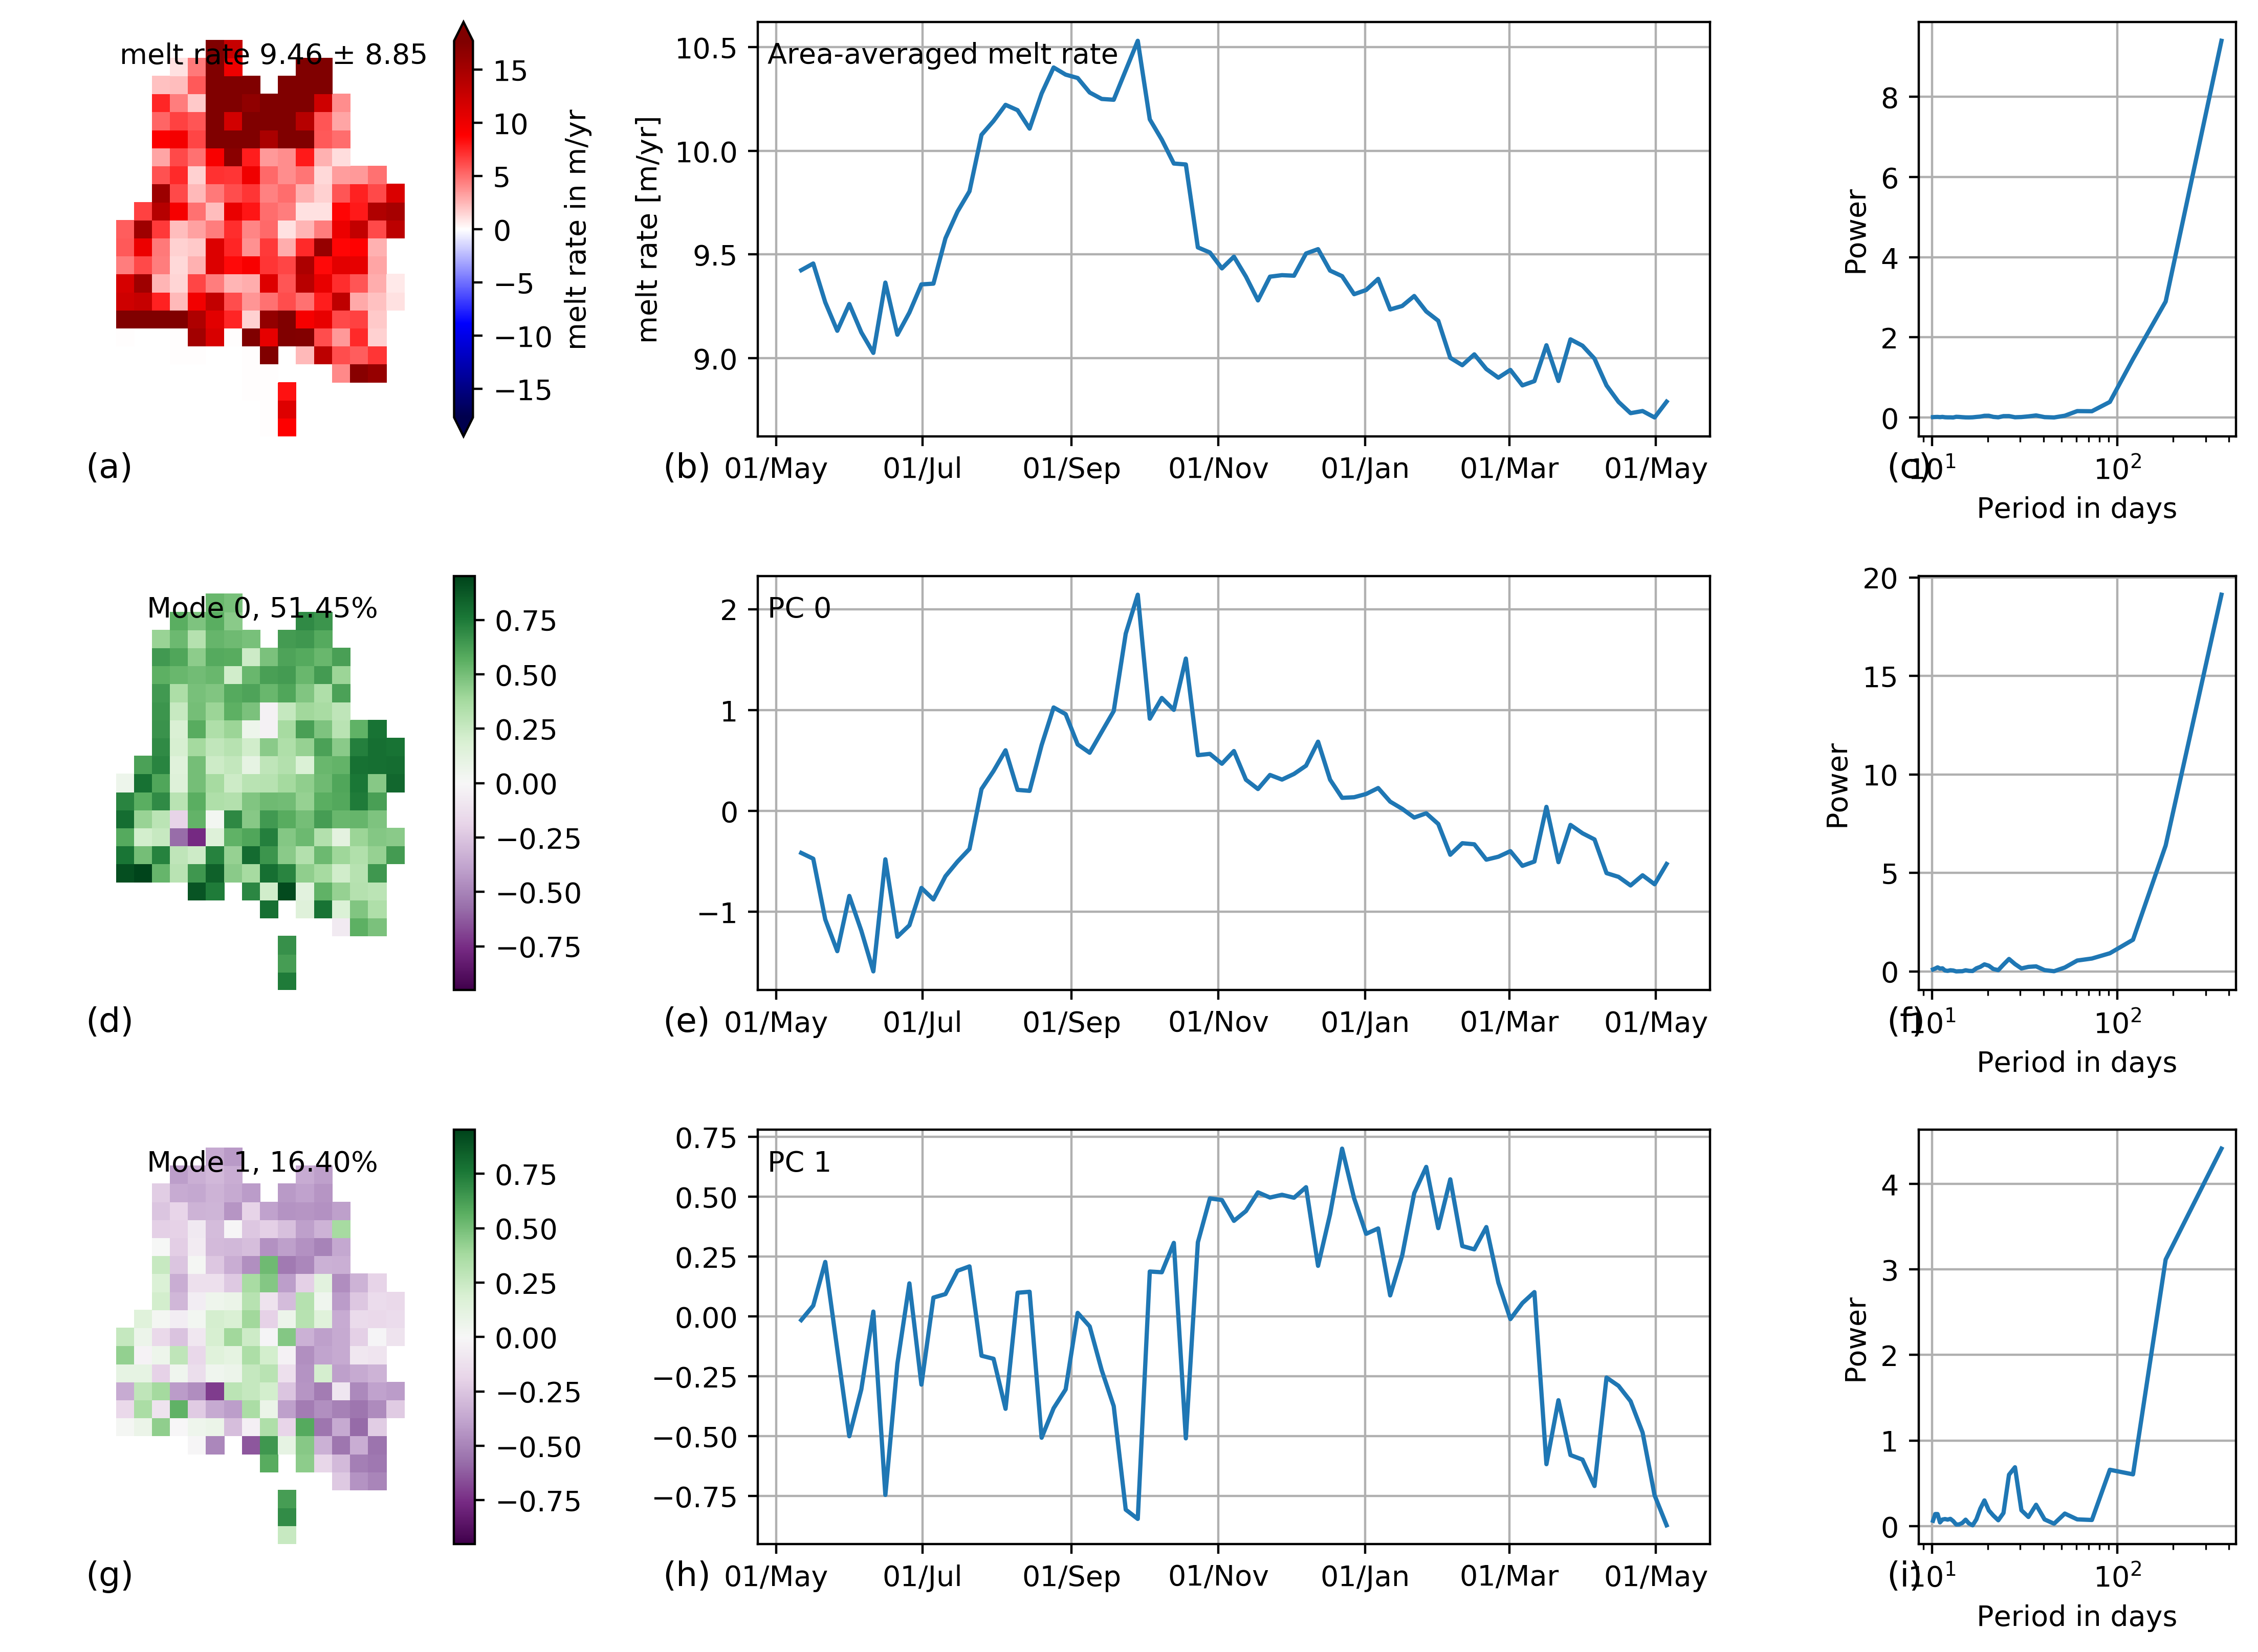 melt rate 9.46 ± 8.85
15
10
5
0
−5
−10
−15
melt rate in m/yr
(a)
Area-averaged melt rate
melt rate [m/yr]
10.5
10.0
9.5
9.0
(b)
01/May 01/Jul 01/Sep 01/Nov 01/Jan 01/Mar 01/May
Power
8
6
4
2
0
(c)
10¹ 10²
Period in days
Mode 0, 51.45%
0.75
0.50
0.25
0.00
−0.25
−0.50
−0.75
(d)
PC 0
2
1
0
−1
(e)
01/May 01/Jul 01/Sep 01/Nov 01/Jan 01/Mar 01/May
Power
20
15
10
5
0
(f)
10¹ 10²
Period in days
Mode 1, 16.40%
0.75
0.50
0.25
0.00
−0.25
−0.50
−0.75
(g)
PC 1
0.75
0.50
0.25
0.00
−0.25
−0.50
−0.75
(h)
01/May 01/Jul 01/Sep 01/Nov 01/Jan 01/Mar 01/May
Power
4
3
2
1
0
(i)
10¹ 10²
Period in days